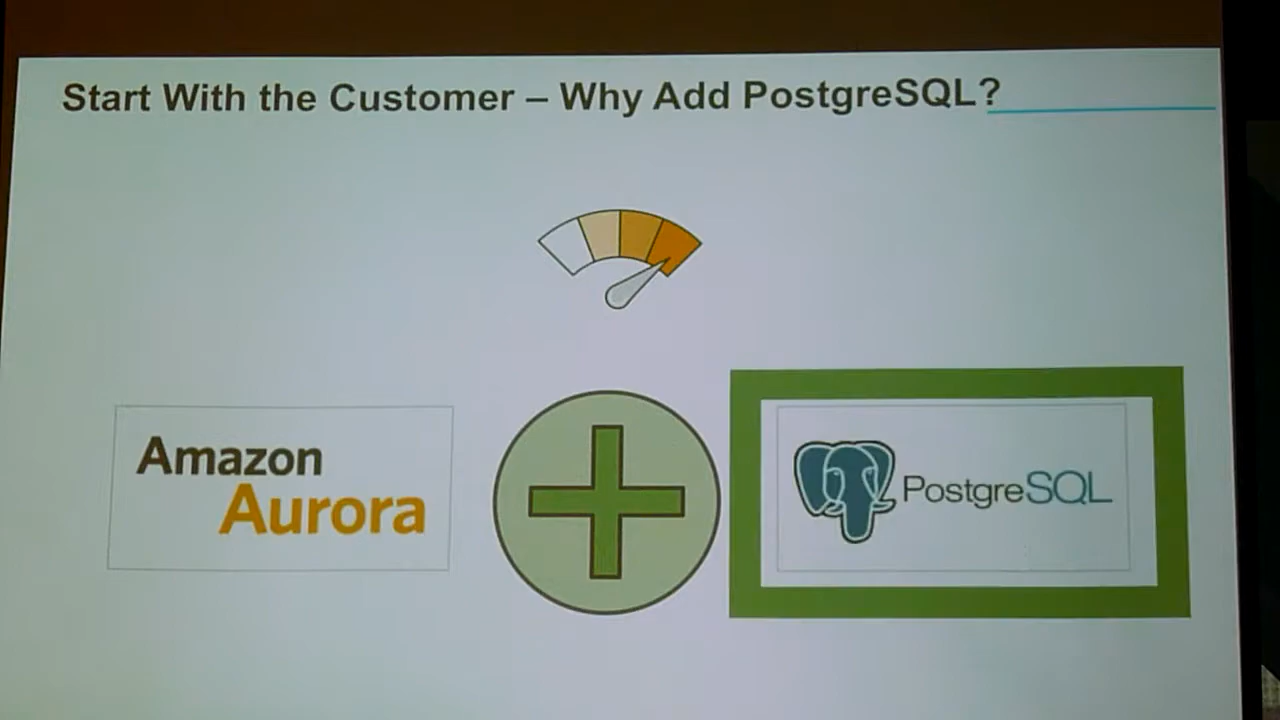 Start With the Customer – Why Add PostgreSQL?
Amazon
Aurora
PostgreSQL